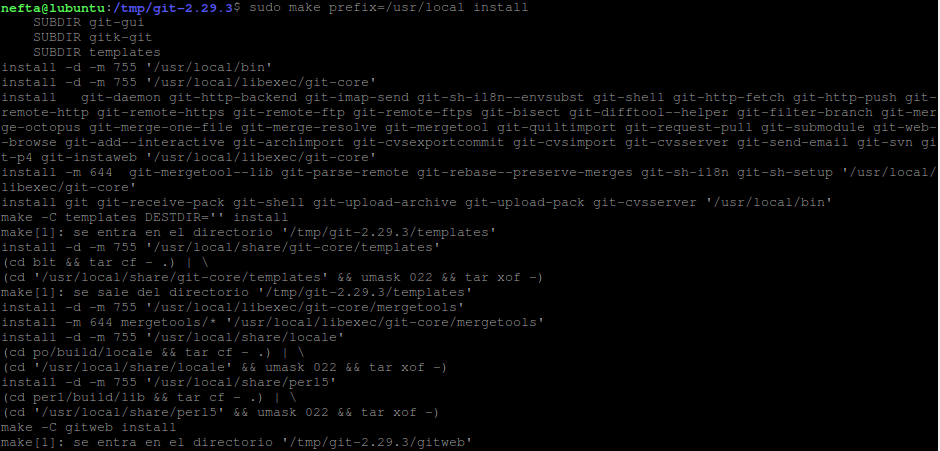 nefta@lubuntu:/tmp/git-2.29.3$ sudo make prefix=/usr/local install
    SUBDIR git-gui
    SUBDIR gitk-git
    SUBDIR templates
install -d -m 755 '/usr/local/bin'
install -d -m 755 '/usr/local/libexec/git-core'
install   git-daemon git-http-backend git-imap-send git-sh-i18n--envsubst git-shell git-http-fetch git-http-push git-
remote-http git-remote-https git-remote-ftp git-remote-ftps git-bisect git-difftool--helper git-filter-branch git-mer
ge-octopus git-merge-one-file git-merge-resolve git-mergetool git-quiltimport git-request-pull git-submodule git-web-
-browse git-add--interactive git-archimport git-cvsexportcommit git-cvsimport git-cvsserver git-send-email git-svn gi
t-p4 git-instaweb '/usr/local/libexec/git-core'
install -m 644  git-mergetool--lib git-parse-remote git-rebase--preserve-merges git-sh-i18n git-sh-setup '/usr/local/
libexec/git-core'
install git git-receive-pack git-shell git-upload-archive git-upload-pack git-cvsserver '/usr/local/bin'
make -C templates DESTDIR='' install
make[1]: se entra en el directorio '/tmp/git-2.29.3/templates'
install -d -m 755 '/usr/local/share/git-core/templates'
(cd blt && tar cf - .) | \
(cd '/usr/local/share/git-core/templates' && umask 022 && tar xof -)
make[1]: se sale del directorio '/tmp/git-2.29.3/templates'
install -d -m 755 '/usr/local/libexec/git-core/mergetools'
install -m 644 mergetools/* '/usr/local/libexec/git-core/mergetools'
install -d -m 755 '/usr/local/share/locale'
(cd po/build/locale && tar cf - .) | \
(cd '/usr/local/share/locale' && umask 022 && tar xof -)
install -d -m 755 '/usr/local/share/perl5'
(cd perl/build/lib && tar cf - .) | \
(cd '/usr/local/share/perl5' && umask 022 && tar xof -)
make -C gitweb install
make[1]: se entra en el directorio '/tmp/git-2.29.3/gitweb'